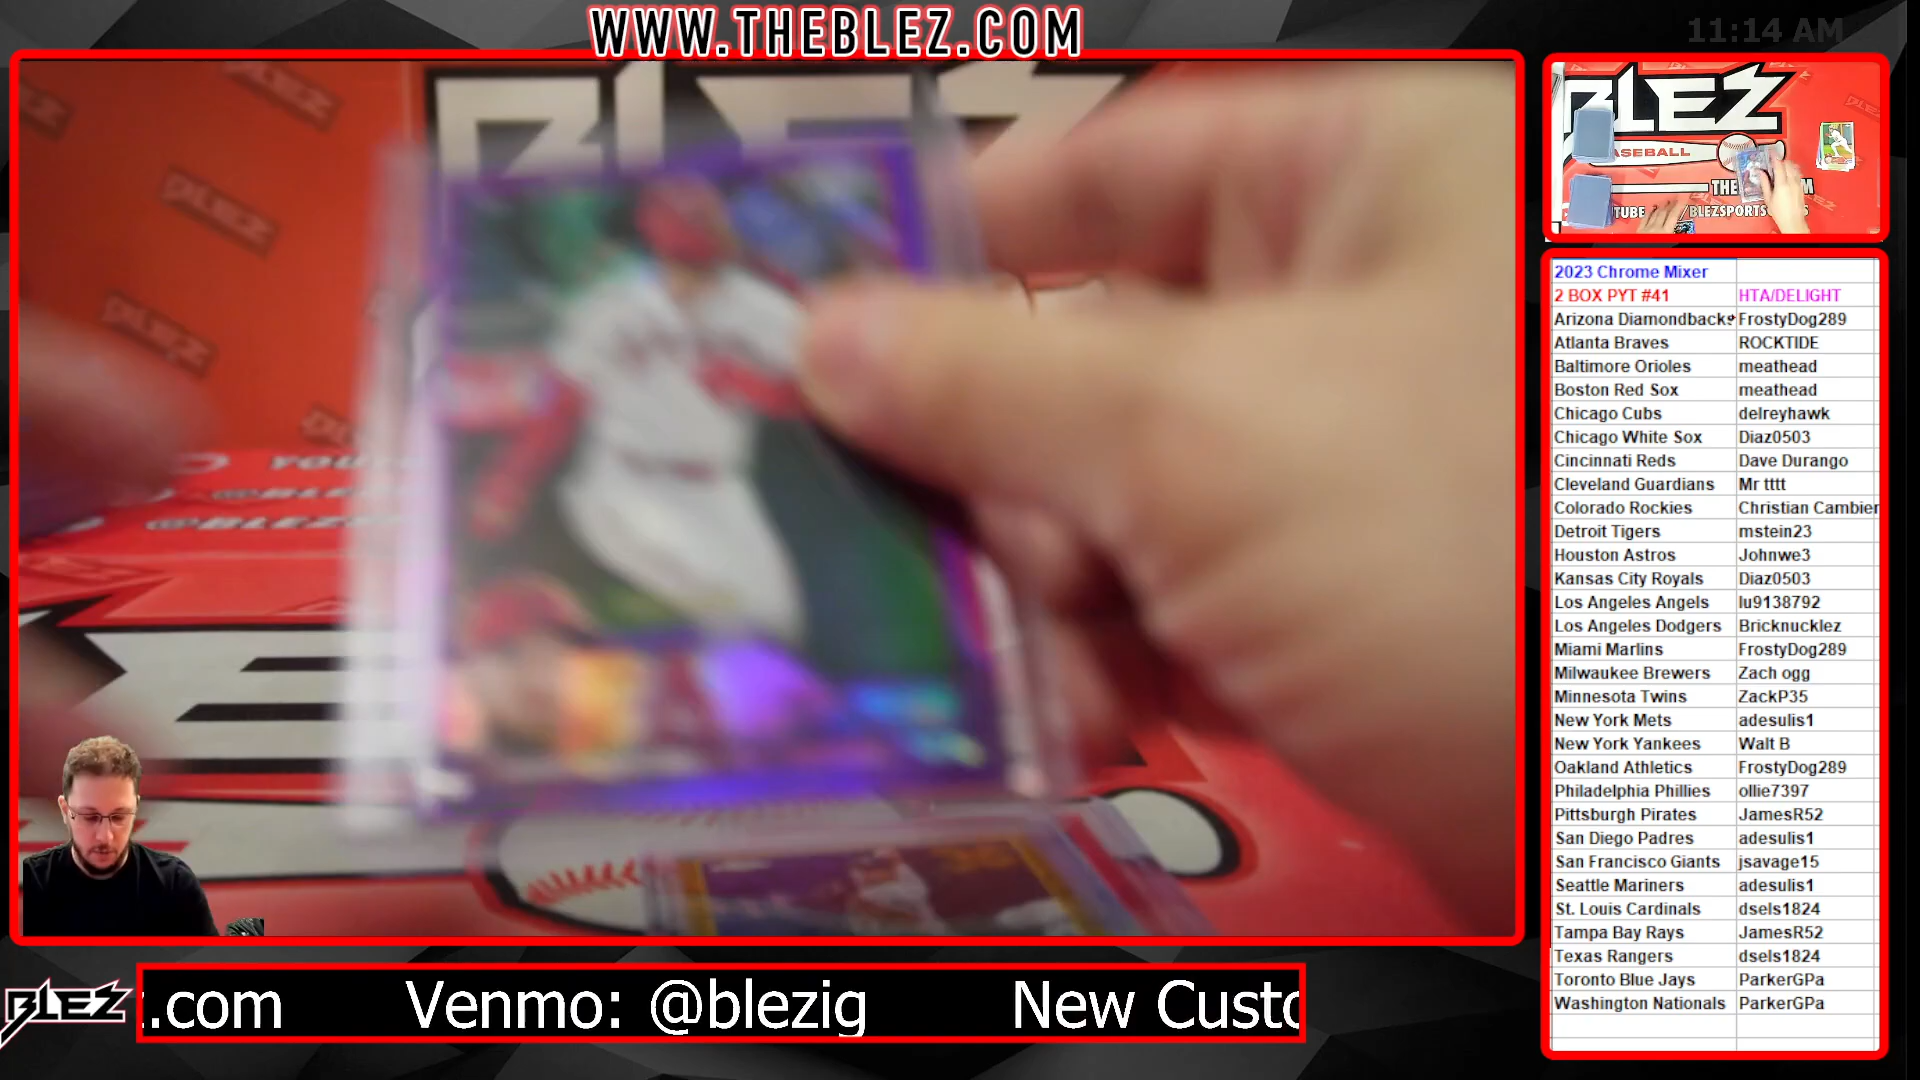 WWW.THEBLEZ.COM
11:14 AM
BLEZ
BLEZ
BASEBALL
2023 Chrome Mixer
2 BOX PYT #41 HTA/DELIGHT
Arizona Diamondbacks FrostyDog289
Atlanta Braves ROCKTIDE
Baltimore Orioles meathead
Boston Red Sox meathead
Chicago Cubs delreyhawk
Chicago White Sox Diaz0503
Cincinnati Reds Dave Durango
Cleveland Guardians Mr tttt
Colorado Rockies Christian Cambier
Detroit Tigers mstein23
Houston Astros Johnwe3
Kansas City Royals Diaz0503
Los Angeles Angels lu9138792
Los Angeles Dodgers Bricknucklez
Miami Marlins FrostyDog289
Milwaukee Brewers Zach ogg
Minnesota Twins ZackP35
New York Mets adesulis1
New York Yankees Walt B
Oakland Athletics FrostyDog289
Philadelphia Phillies ollie7397
Pittsburgh Pirates JamesR52
San Diego Padres adesulis1
San Francisco Giants jsavage15
Seattle Mariners adesulis1
St. Louis Cardinals dsels1824
Tampa Bay Rays JamesR52
Texas Rangers dsels1824
Toronto Blue Jays ParkerGPa
Washington Nationals ParkerGPa
BLEZ
.com Venmo: @blezig New Custo